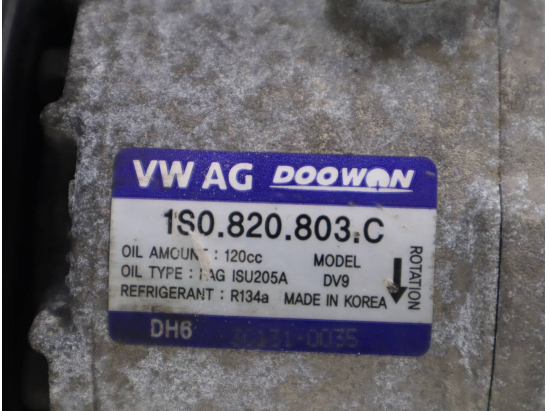 VW AG DOOWON
1S0.820.803.C
OIL AMOUNT : 120cc MODEL
OIL TYPE : PAG ISU205A DV9
REFRIGERANT : R134a MADE IN KOREA
ROTATION
DH6 -0035